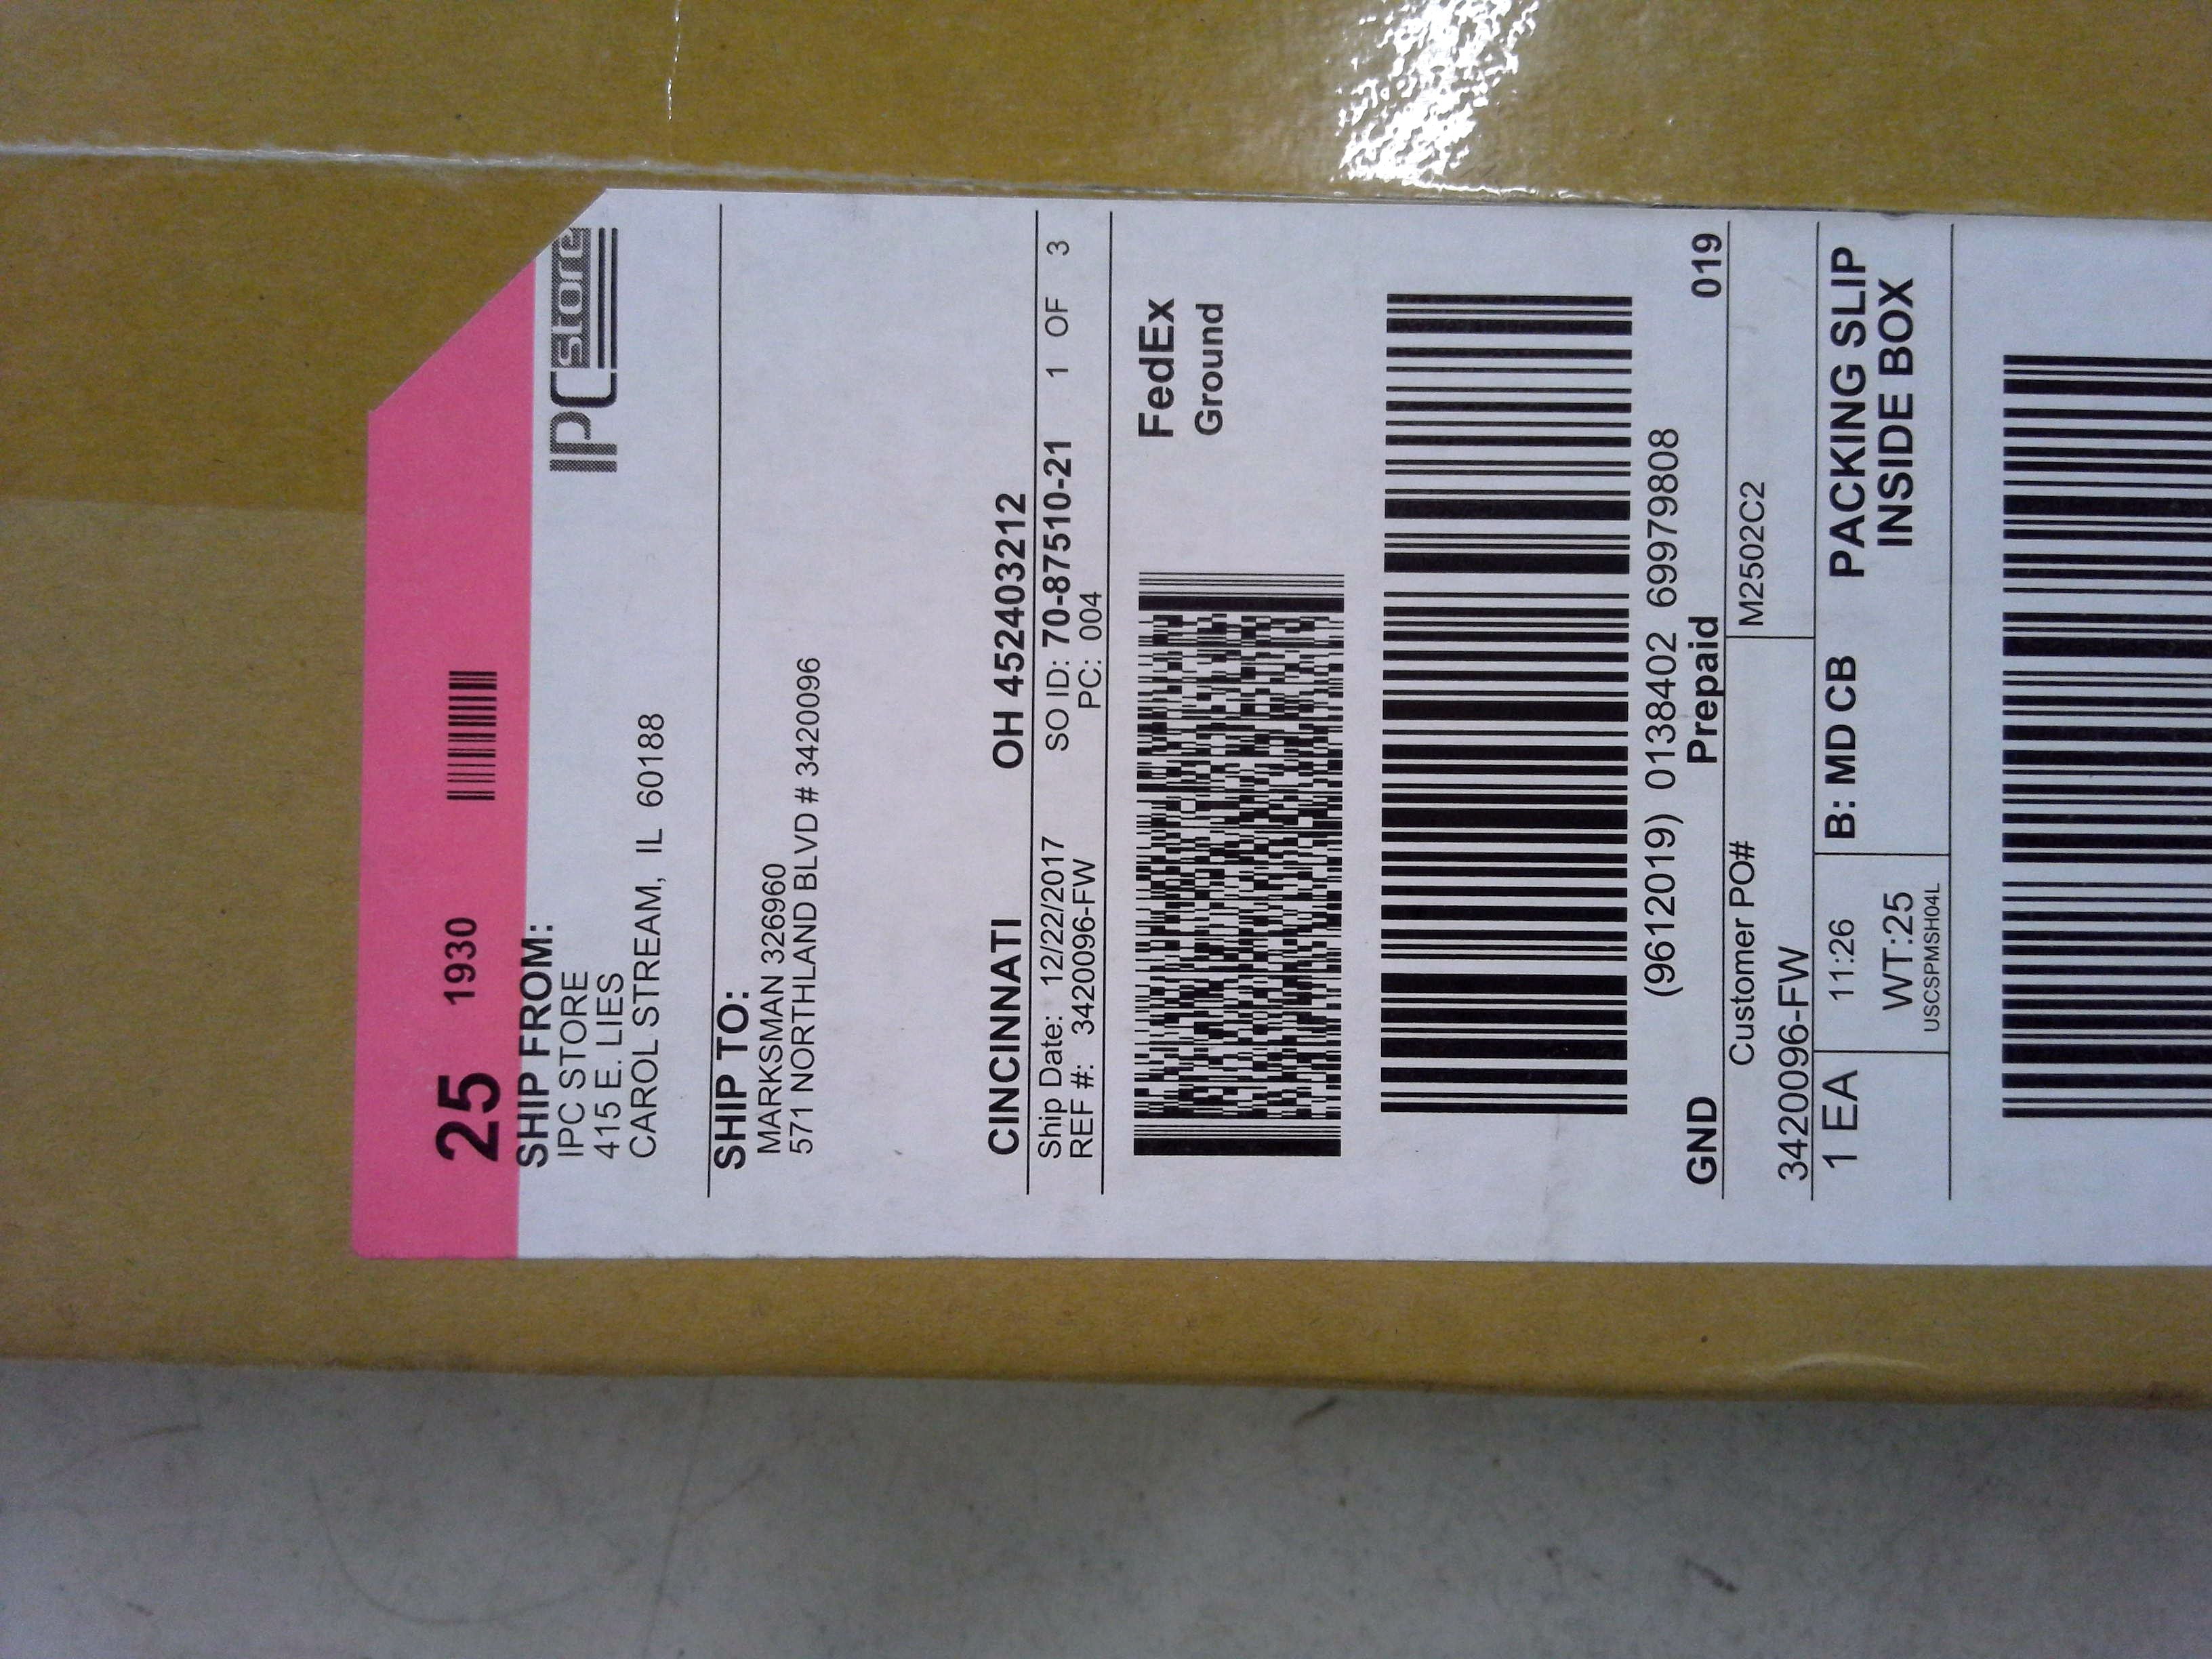 25 1930
IPC store
SHIP FROM:
IPC STORE
415 E. LIES
CAROL STREAM, IL 60188
SHIP TO:
MARKSMAN 326960
571 NORTHLAND BLVD # 3420096
CINCINNATI OH 452403212
Ship Date: 12/22/2017 SO ID: 70-87510-21 1 OF 3
REF #: 3420096-FW PC: 004
FedEx
Ground
(9612019) 0138402 69979808
GND Prepaid 019
Customer PO# M2502C2
3420096-FW
1 EA 11:26 B: MD CB PACKING SLIP
WT:25 INSIDE BOX
USCSPMSH04L